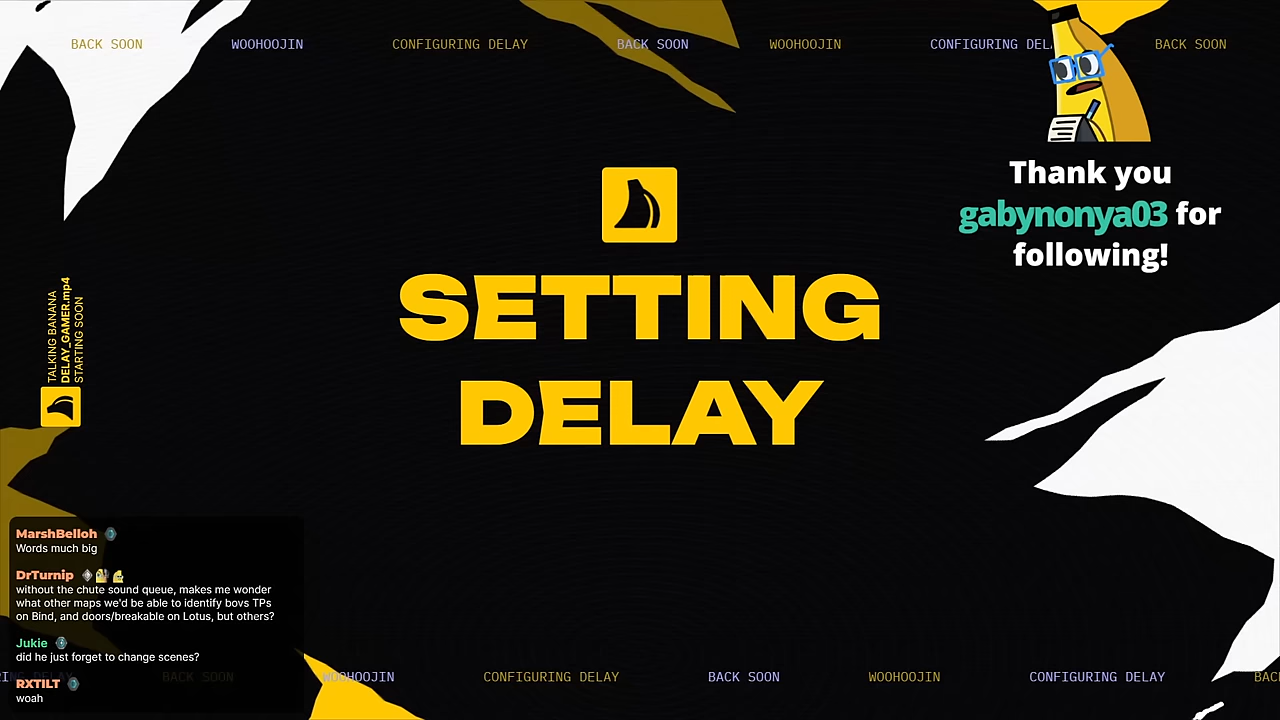 BACK SOON WOOHOOJIN CONFIGURING DELAY BACK SOON WOOHOOJIN CONFIGURING BACK SOON
Thank you
gabynonya03 for
following!
SETTING
DELAY
TALKING BANANA
DELAY_GAMER.mp4
STARTING SOON
MarshBelloh
Words much big
DrTurnip
without the chute sound queue, makes me wonder
what other maps we'd be able to identify bovs TPs
on Bind, and doors/breakable on Lotus, but others?
Jukie
did he just forget to change scenes?
RXTILT
woah
BACK SOON WOOHOOJIN CONFIGURING DELAY BACK SOON WOOHOOJIN CONFIGURING DELAY